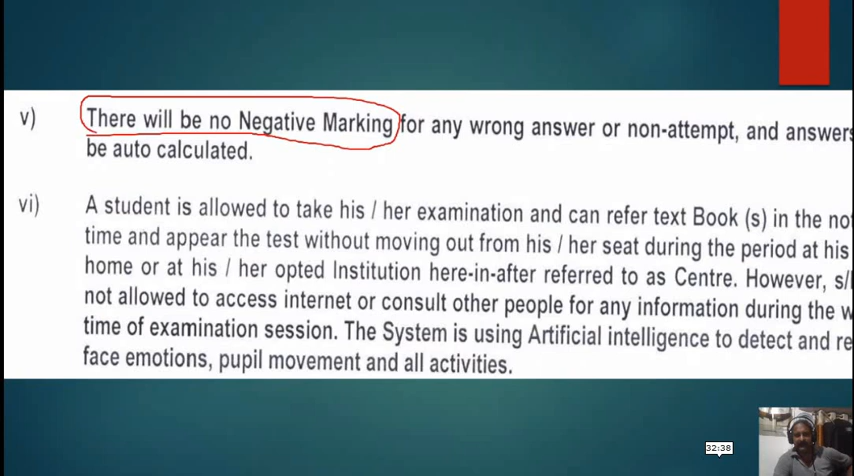 v) There will be no Negative Marking for any wrong answer or non-attempt, and answers
be auto calculated.
vi) A student is allowed to take his / her examination and can refer text Book (s) in the
time and appear the test without moving out from his / her seat during the period at his
home or at his / her opted Institution here-in-after referred to as Centre. However,
not allowed to access internet or consult other people for any information during the
time of examination session. The System is using Artificial intelligence to detect and
face emotions, pupil movement and all activities.
32:38